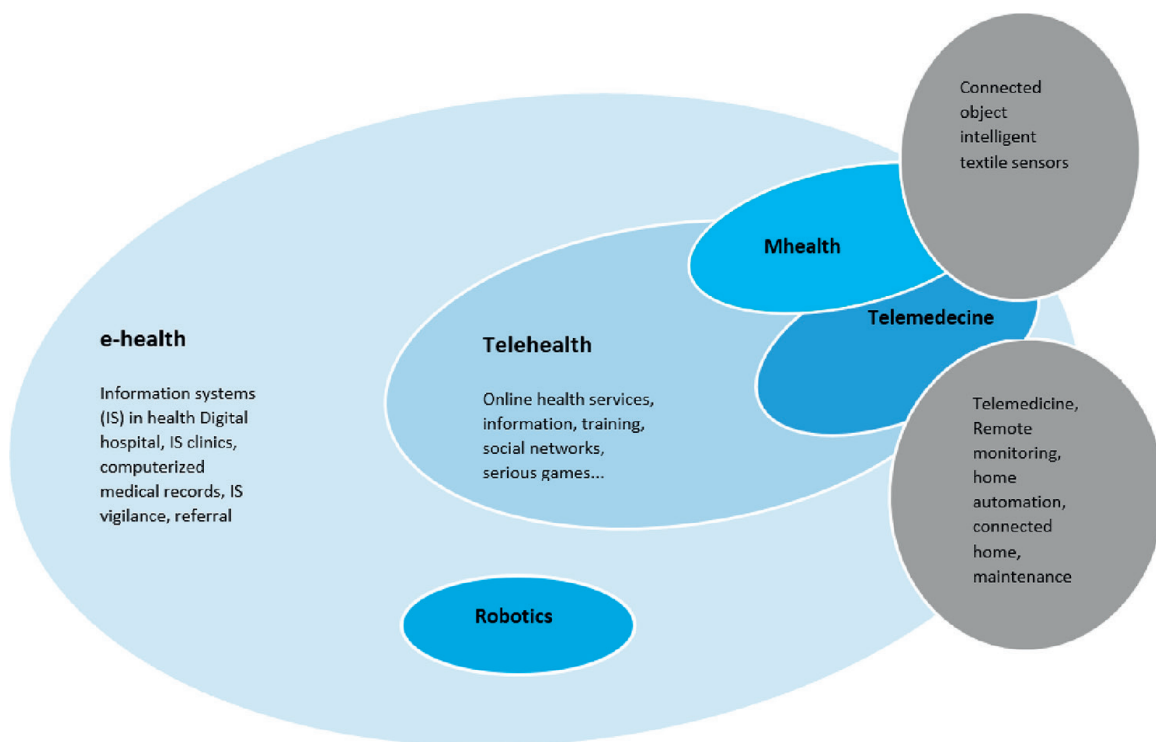 Connected
object
intelligent
textile sensors
Mhealth
Telemedecine
e-health
Information systems
(IS) in health Digital
hospital, IS clinics,
computerized
medical records, IS
vigilance, referral
Telehealth
Online health services,
information, training,
social networks,
serious games...
Telemedicine,
Remote
monitoring,
home
automation,
connected
home,
maintenance
Robotics